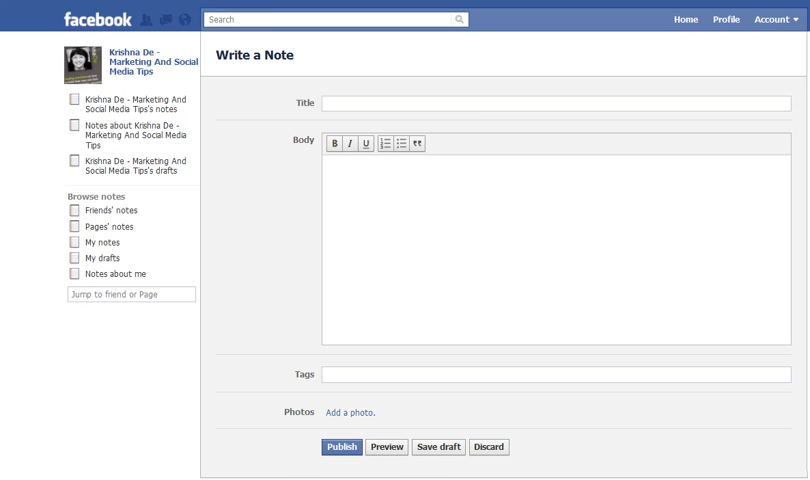 facebook
Search
Home Profile Account
Krishna De -
Marketing And Social
Media Tips
Krishna De - Marketing And
Social Media Tips's notes
Notes about Krishna De -
Marketing And Social Media
Tips
Krishna De - Marketing And
Social Media Tips's drafts
Browse notes
Friends' notes
Pages' notes
My notes
My drafts
Notes about me
Jump to friend or Page
Write a Note
Title
Body
B I U
Tags
Photos Add a photo.
Publish Preview Save draft Discard